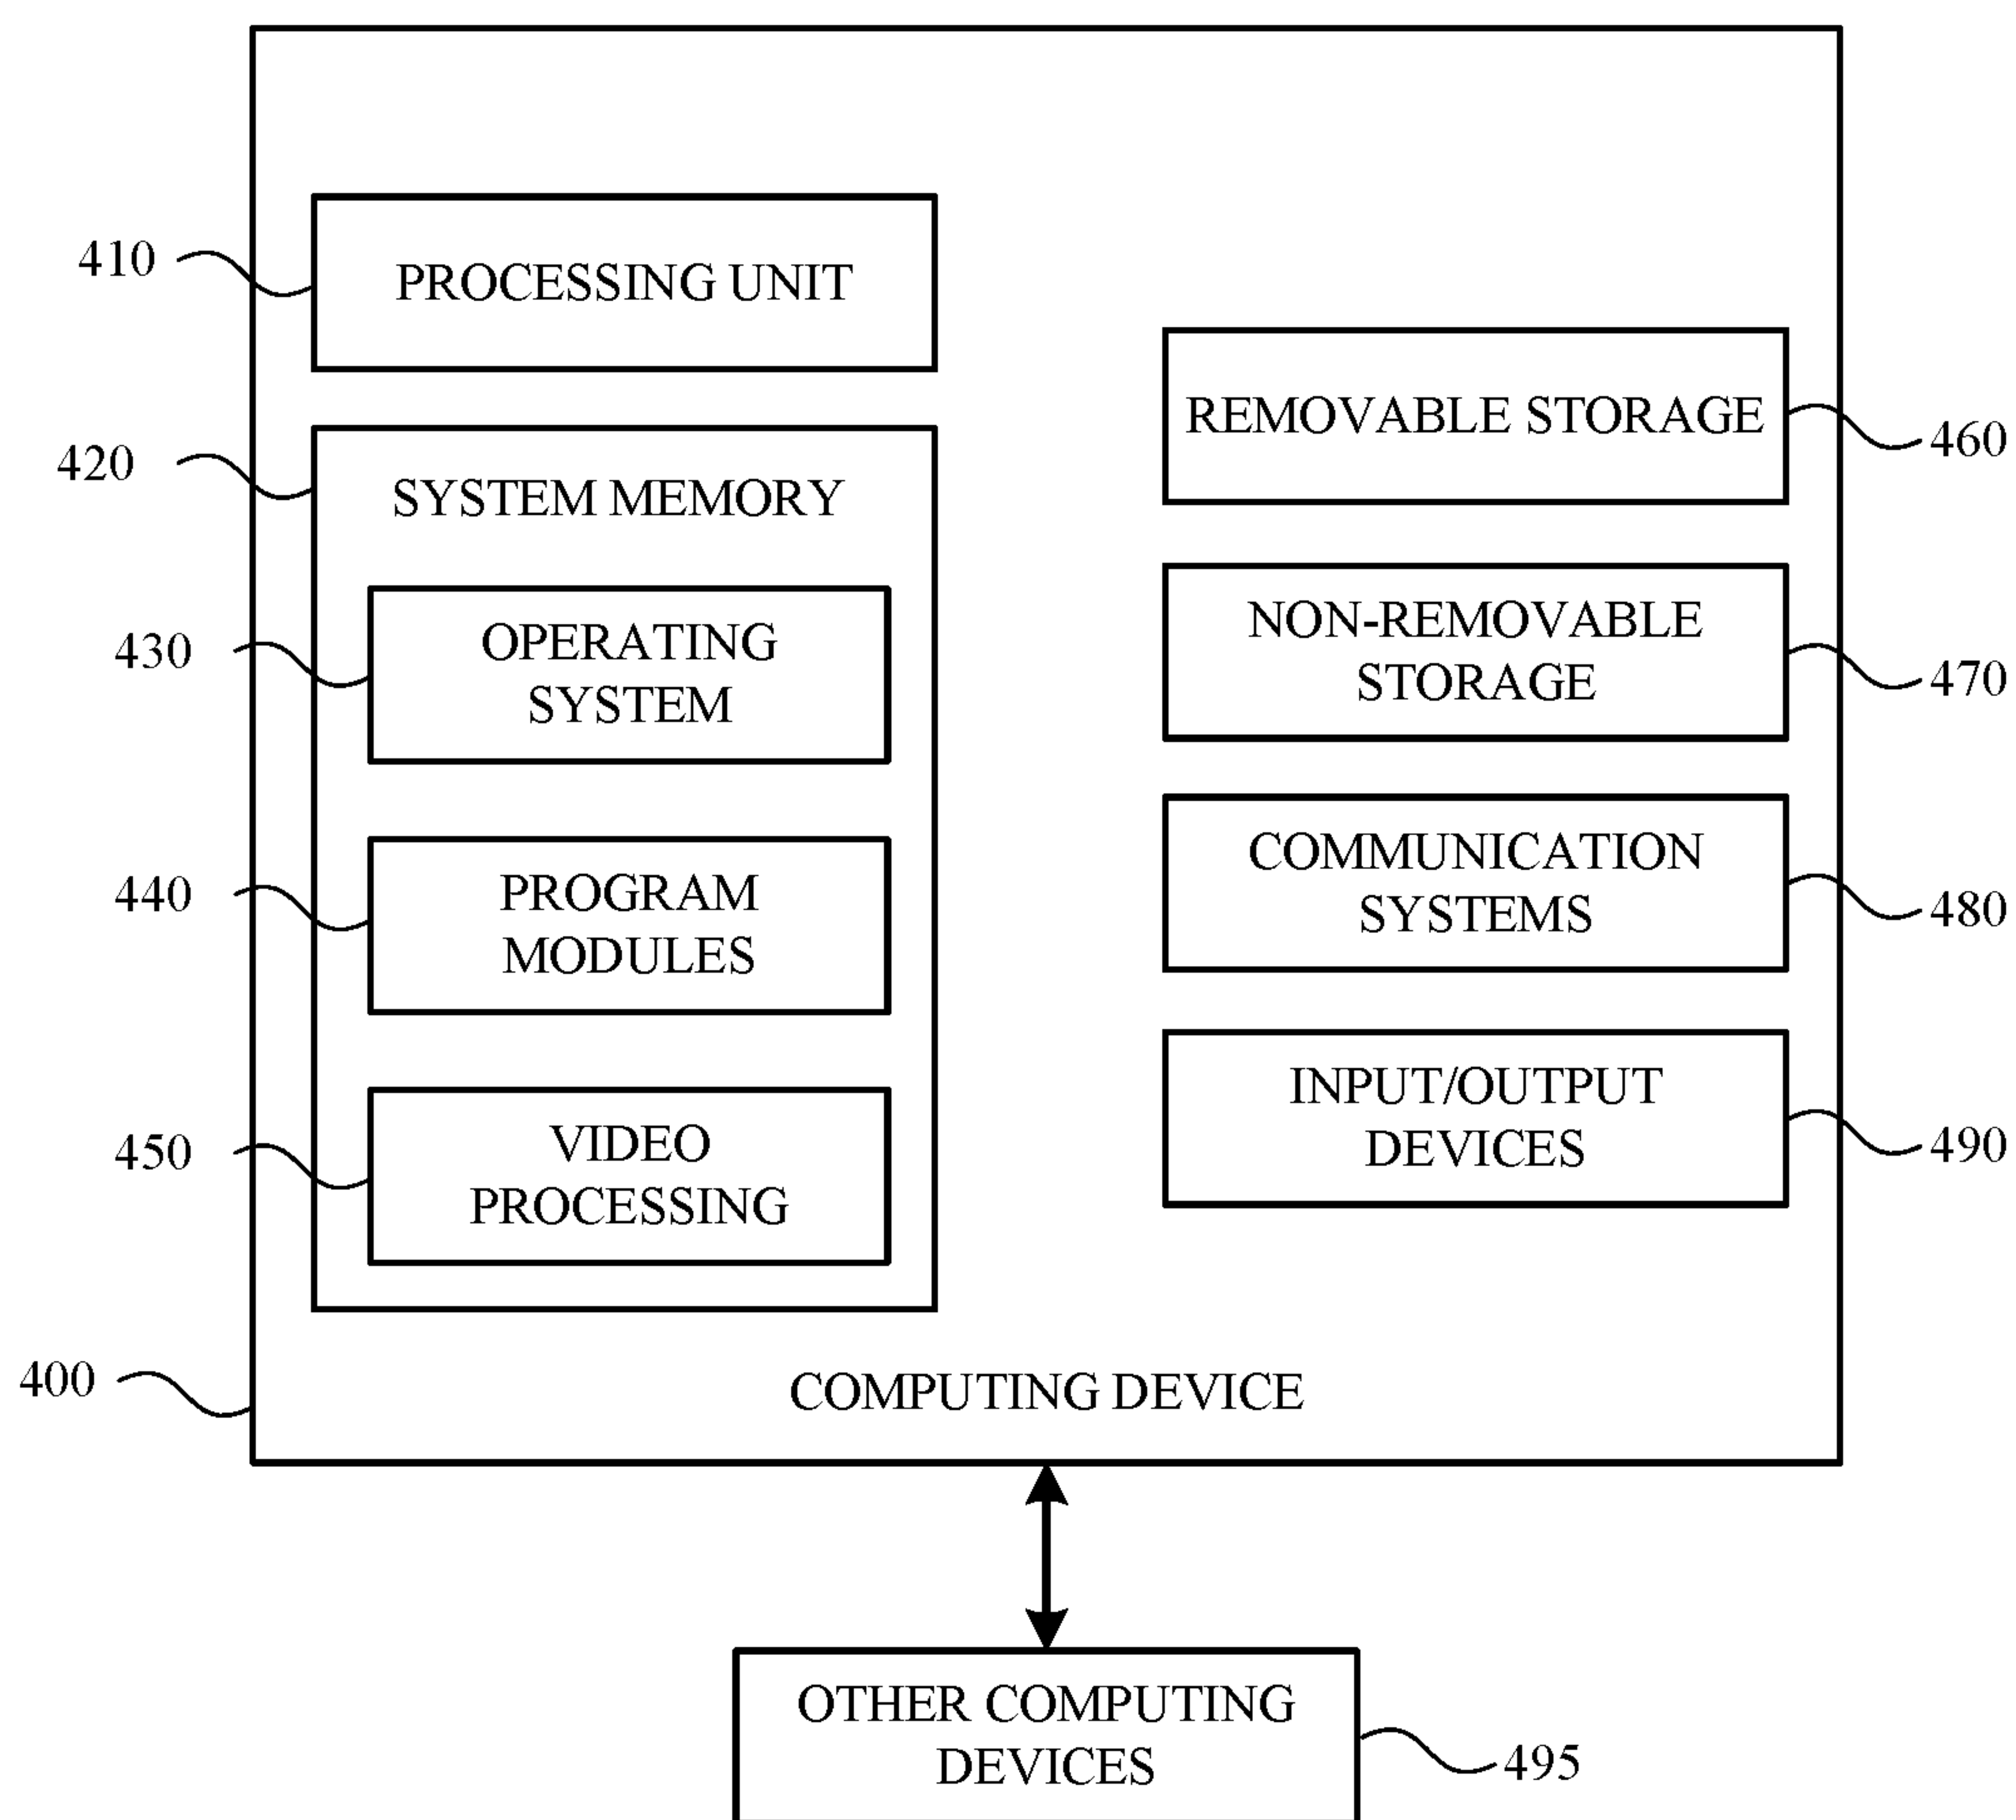 410
PROCESSING UNIT
420
SYSTEM MEMORY
430
OPERATING
SYSTEM
440
PROGRAM
MODULES
450
VIDEO
PROCESSING
REMOVABLE STORAGE
460
NON-REMOVABLE
STORAGE
470
COMMUNICATION
SYSTEMS
480
INPUT/OUTPUT
DEVICES
490
400
COMPUTING DEVICE
OTHER COMPUTING
DEVICES
495